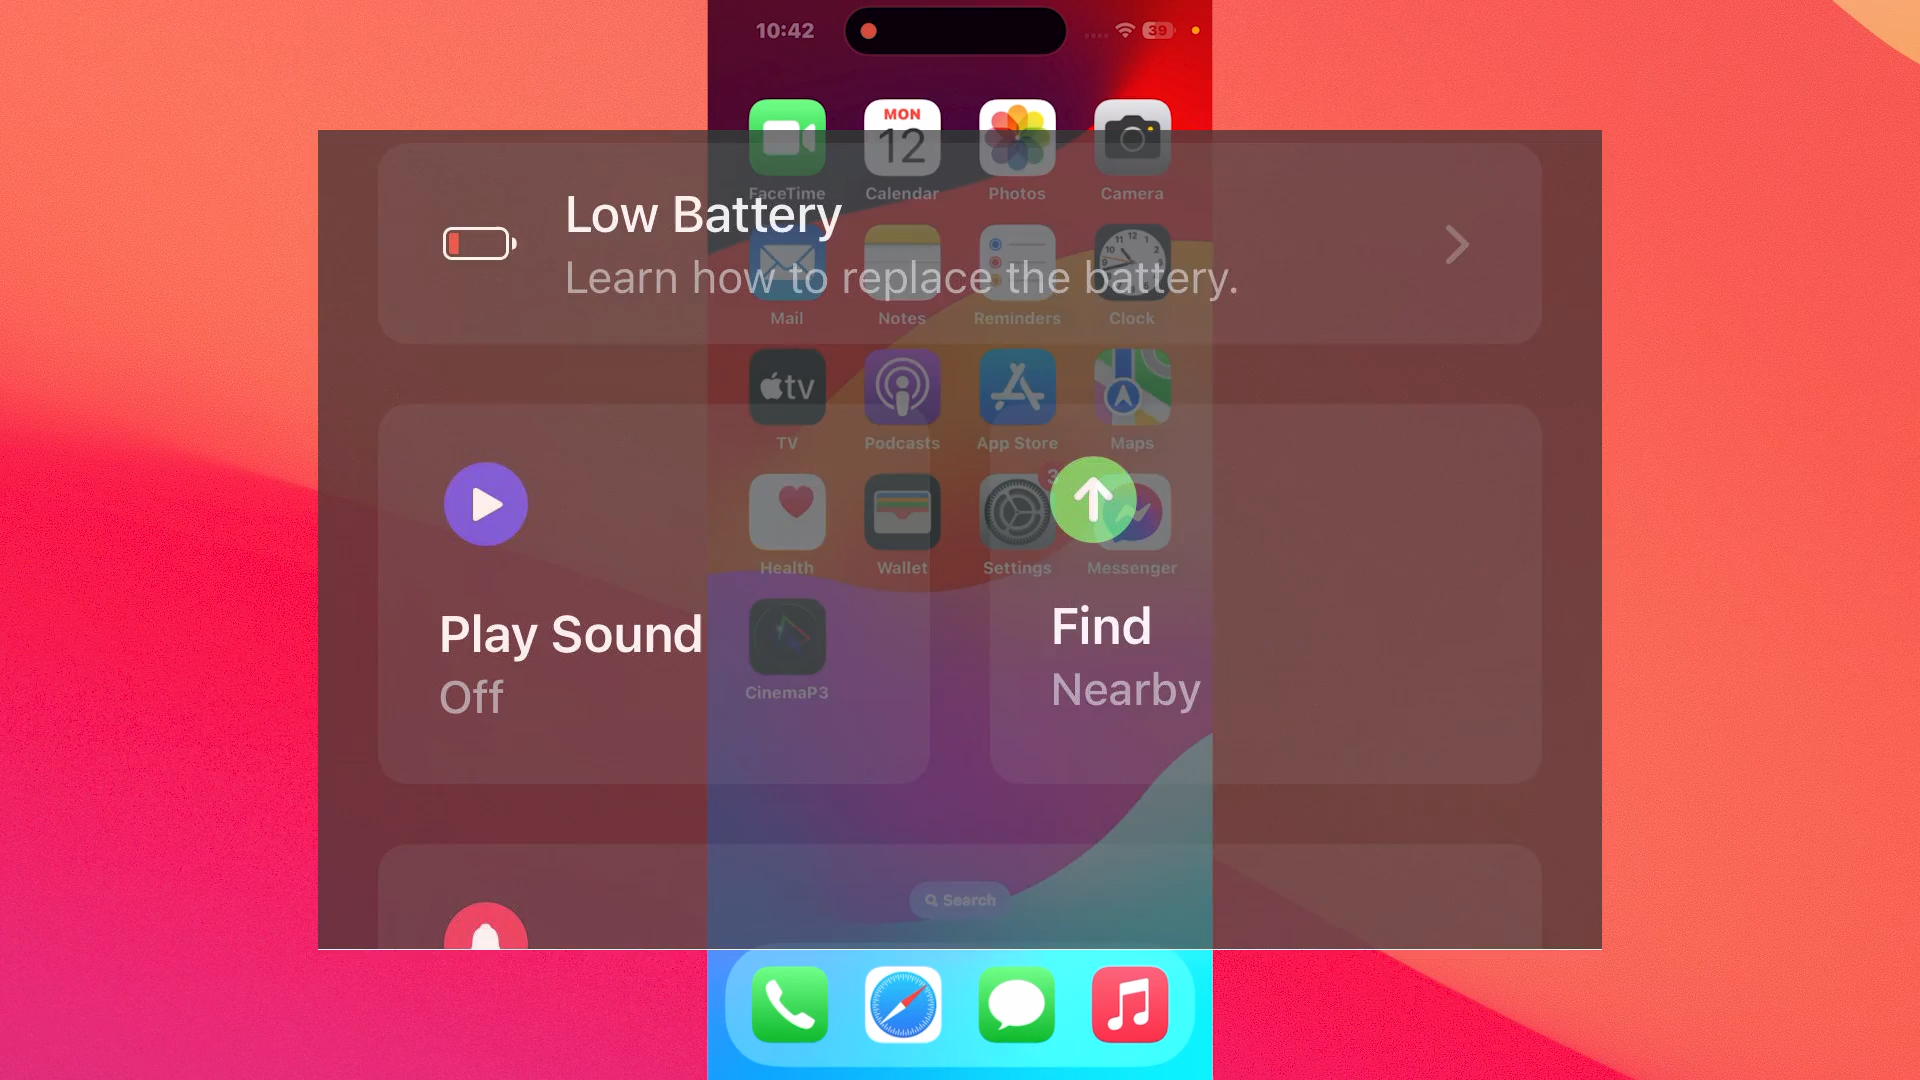 10:42
39
MON
12
FaceTime
Calendar
Photos
Camera
Low Battery
Learn how to replace the battery.
Mail
Notes
Reminders
Clock
tv
TV
Podcasts
App Store
Maps
3
Health
Wallet
Settings
Messenger
Play Sound
Off
Find
Nearby
CinemaP3
Search